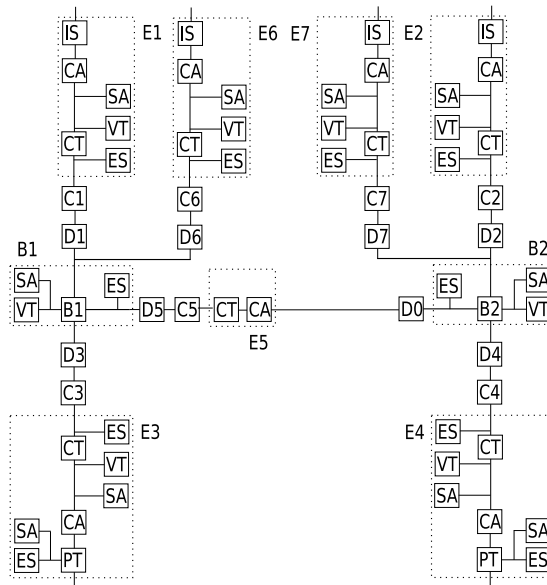 IS E1 IS E6 E7 IS E2 IS
CA CA CA CA
SA SA SA SA
VT VT VT VT
CT CT CT CT
ES ES ES ES
C1 C6 C7 C2
D1 D6 D7 D2
B1 B2
SA ES ES SA
VT B1 D5 C5 CT CA D0 B2 VT
E5
D3 D4
C3 C4
ES E3 E4 ES
CT CT
VT VT
SA SA
CA CA
SA SA
ES PT PT ES